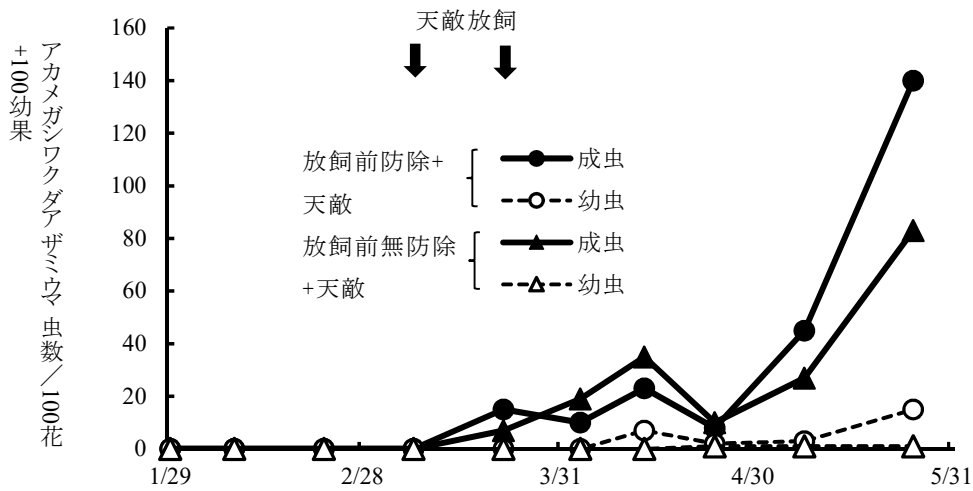 天敵放飼
160
140
120
100
80
60
40
20
0
アカメガシワクダアザミウマ 虫数／100花
+100幼果
放飼前防除+
天敵
成虫
幼虫
放飼前無防除
+天敵
成虫
幼虫
1/29
2/28
3/31
4/30
5/31